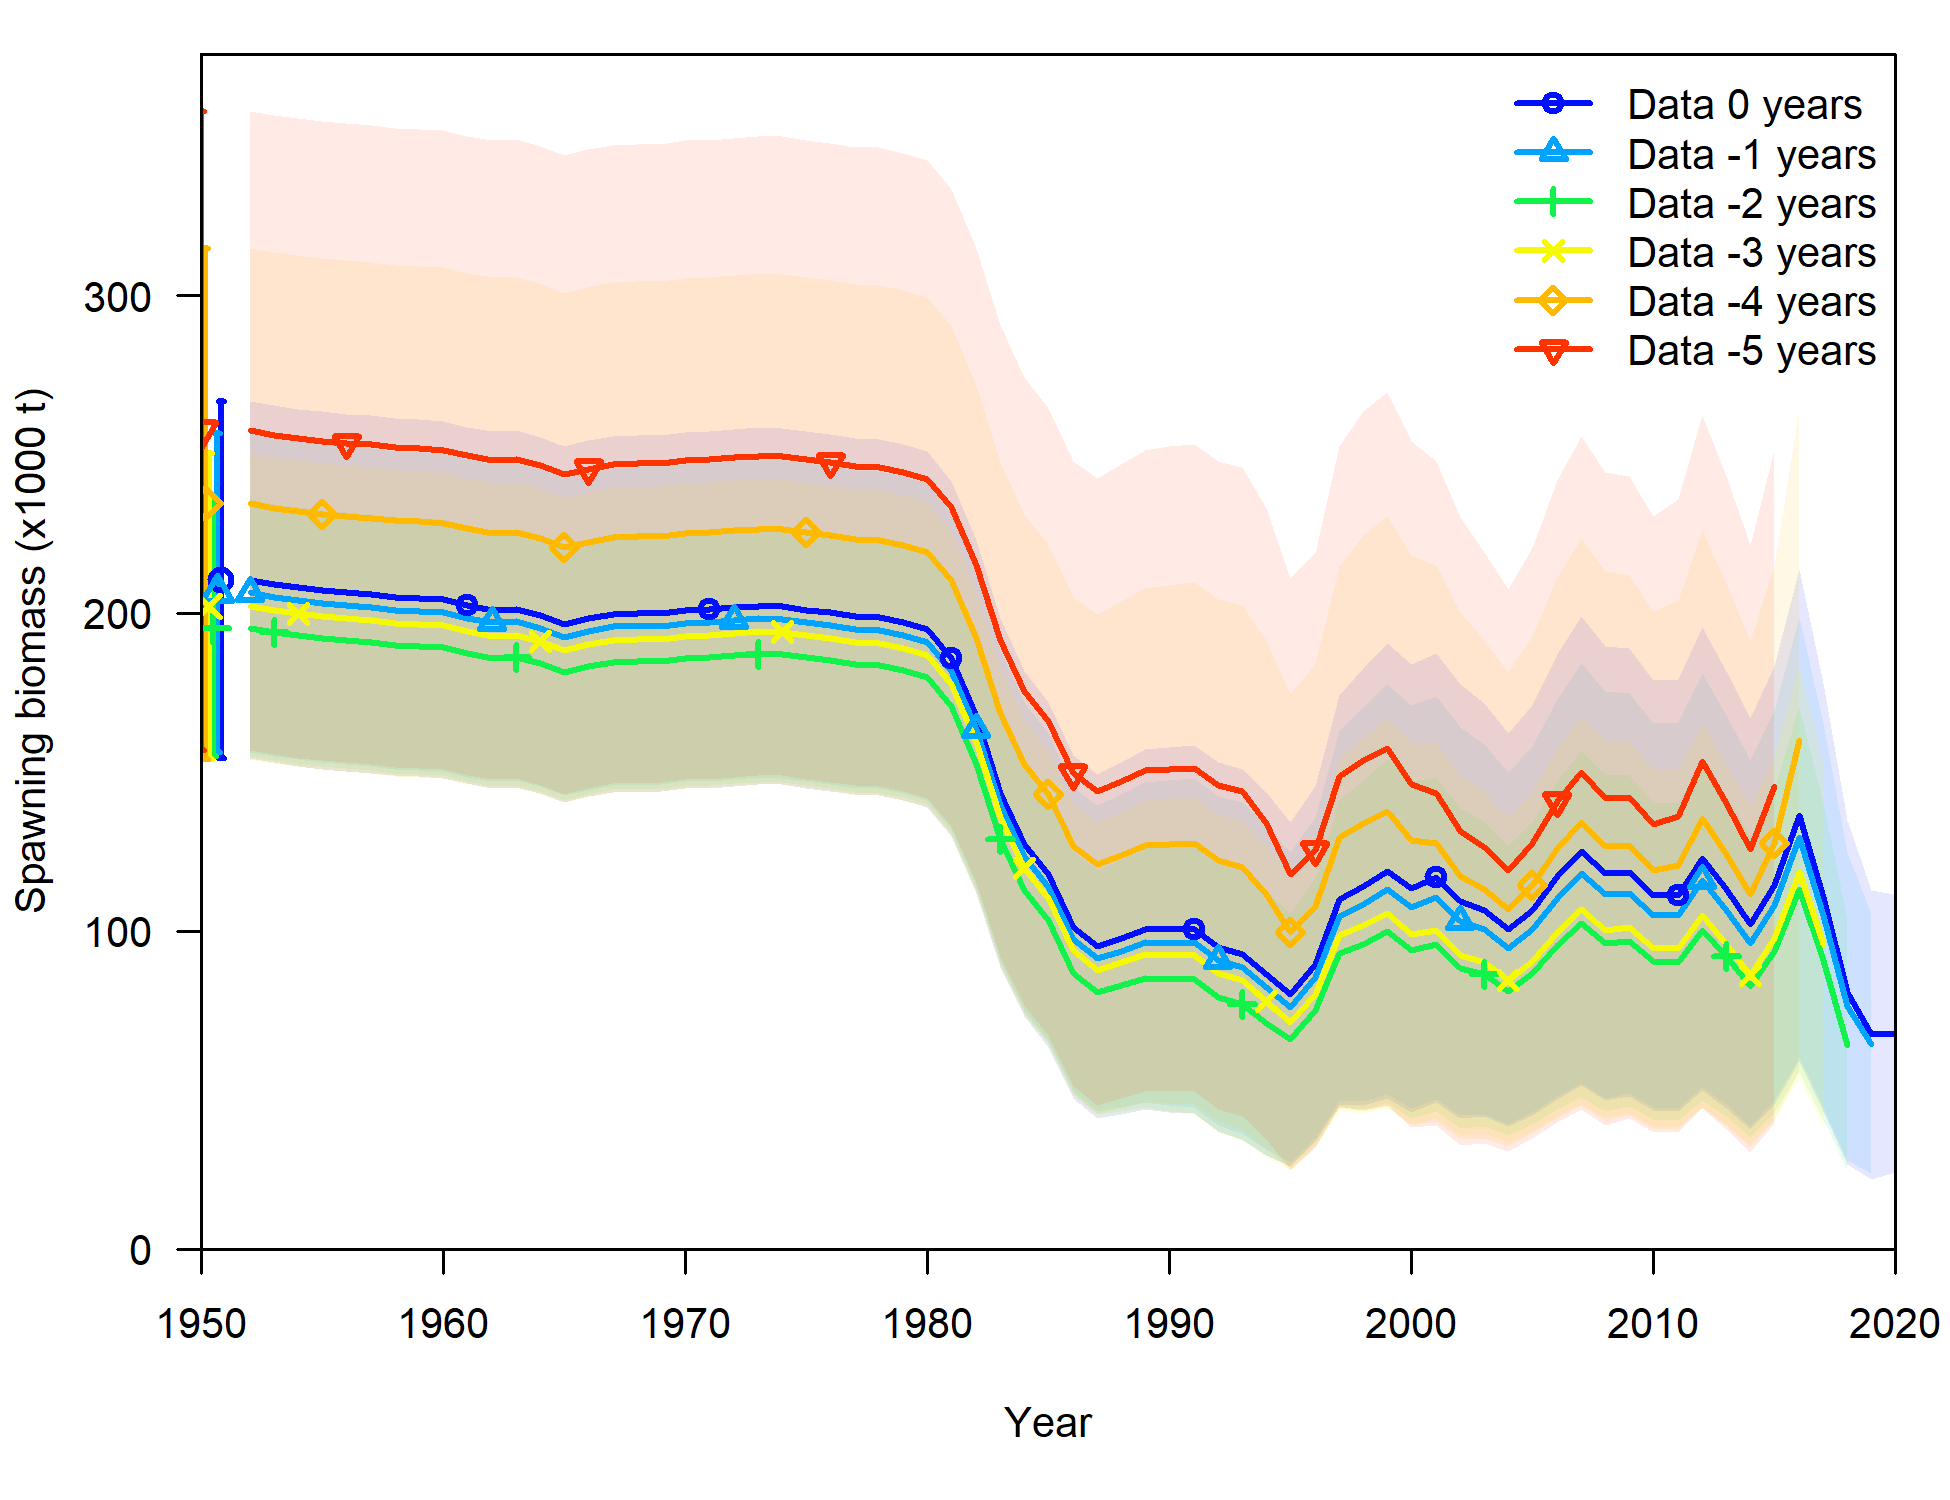 Data 0 years
Data -1 years
Data -2 years
Data -3 years
Data -4 years
Data -5 years
Spawning biomass (x1000 t)
300
200
100
0
1950 1960 1970 1980 1990 2000 2010 2020
Year